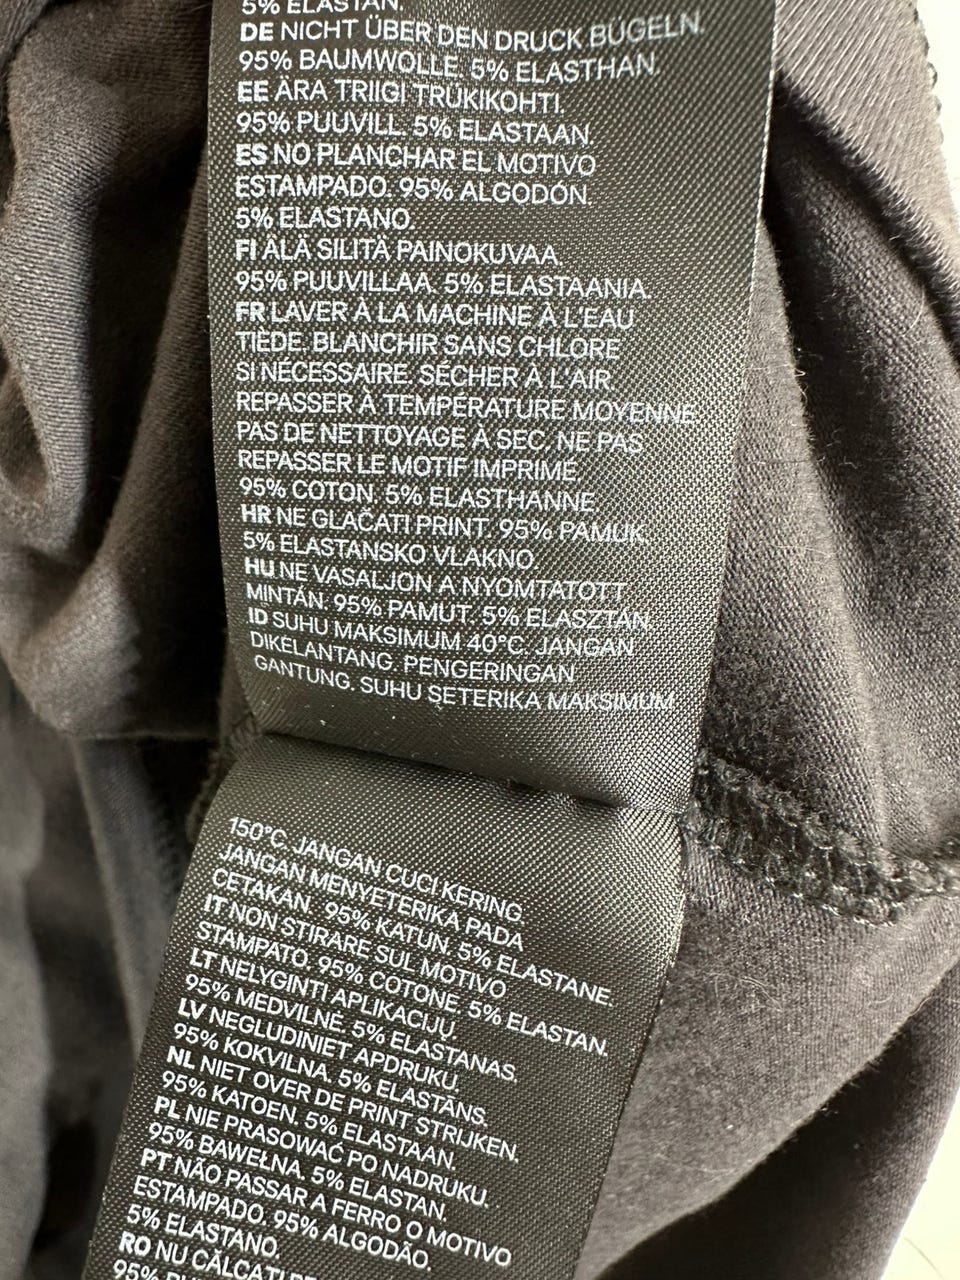 5% ELASTAN.
DE NICHT ÜBER DEN DRUCK BÜGELN.
95% BAUMWOLLE. 5% ELASTHAN.
EE ÄRA TRIIGI TRÜKIKOHTI.
95% PUUVILL. 5% ELASTAAN.
ES NO PLANCHAR EL MOTIVO
ESTAMPADO. 95% ALGODÓN.
5% ELASTANO.
FI ÄLÄ SILITÄ PAINOKUVAA.
95% PUUVILLAA. 5% ELASTAANIA.
FR LAVER À LA MACHINE À L'EAU
TIÈDE. BLANCHIR SANS CHLORE
SI NÉCESSAIRE. SÉCHER À L'AIR.
REPASSER À TEMPÉRATURE MOYENNE.
PAS DE NETTOYAGE À SEC. NE PAS
REPASSER LE MOTIF IMPRIMÉ.
95% COTON. 5% ELASTHANNE
HR NE GLAČATI PRINT. 95% PAMUK.
5% ELASTANSKO VLAKNO
HU NE VASALJON A NYOMTATOTT
MINTÁN. 95% PAMUT. 5% ELASZTÁN.
ID SUHU MAKSIMUM 40°C. JANGAN
DIKELANTANG. PENGERINGAN
GANTUNG. SUHU SETERIKA MAKSIMUM
150°C. JANGAN CUCI KERING.
JANGAN MENYETERIKA PADA
CETAKAN. 95% KATUN. 5% ELASTANE.
IT NON STIRARE SUL MOTIVO
STAMPATO. 95% COTONE. 5% ELASTAN.
LT NELYGINTI APLIKACIJŲ.
95% MEDVILNĖ. 5% ELASTANAS.
LV NEGLUDINIET APDRUKU.
95% KOKVILNA. 5% ELASTĀNS.
NL NIET OVER DE PRINT STRIJKEN.
95% KATOEN. 5% ELASTAAN.
PL NIE PRASOWAĆ PO NADRUKU.
95% BAWEŁNA. 5% ELASTAN.
PT NÃO PASSAR A FERRO O MOTIVO
ESTAMPADO. 95% ALGODÃO.
5% ELASTANO.
RO NU CĂLCAȚI
95%